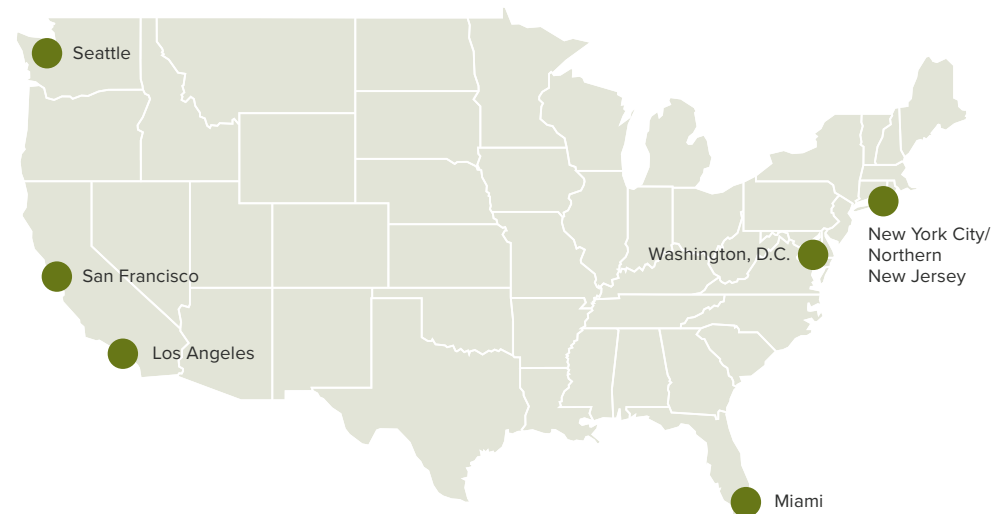 Seattle
Washington, D.C.
New York City/
Northern
New Jersey
San Francisco
Los Angeles
Miami